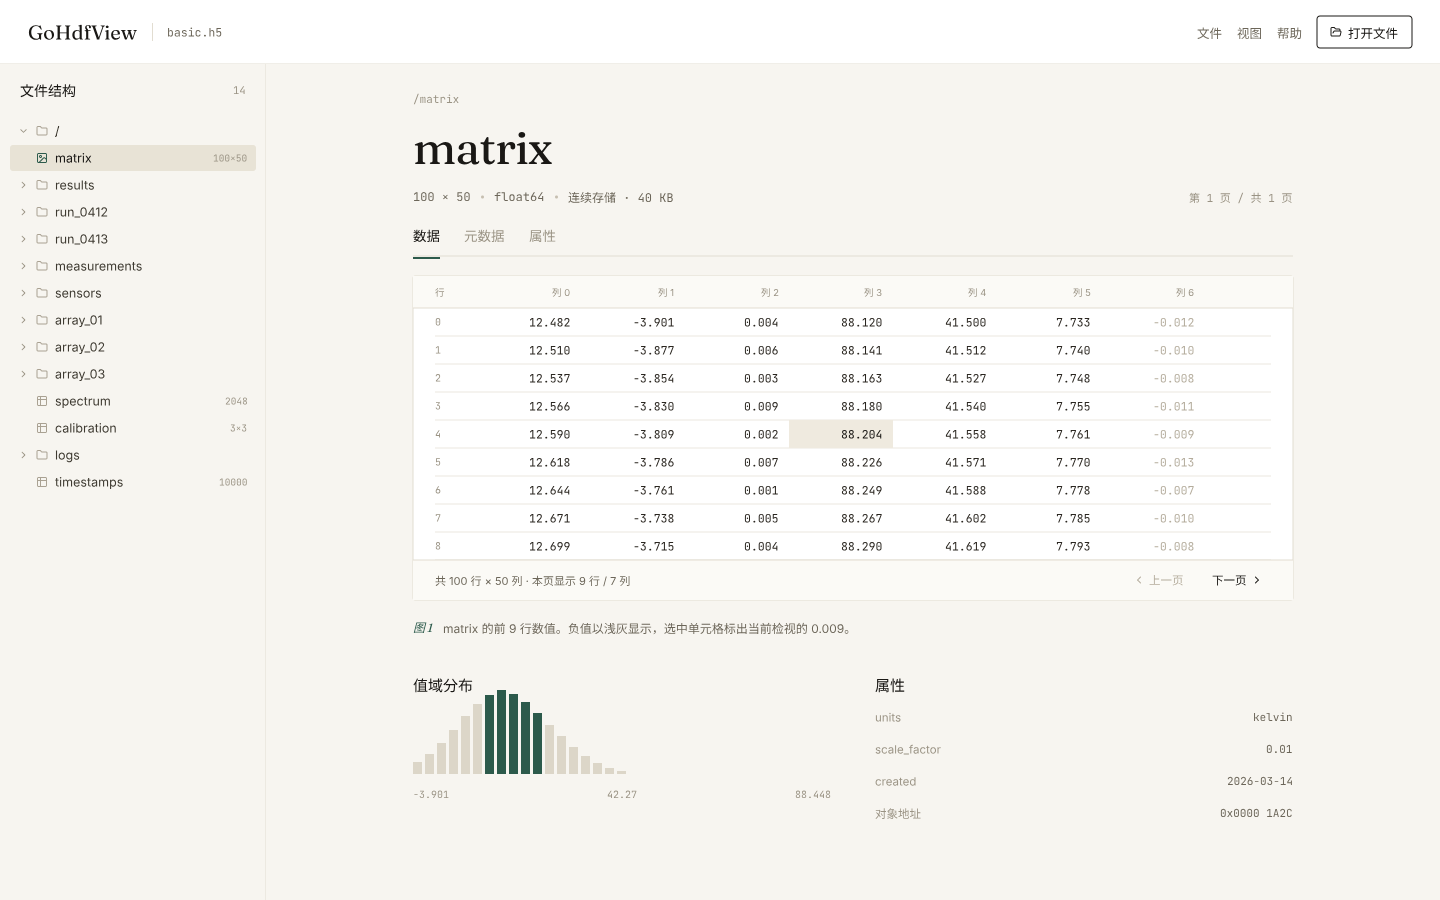 GoHdfView basic.h5 文件 视图 帮助 打开文件
文件结构 14
/
matrix 100×50
results
run_0412
run_0413
measurements
sensors
array_01
array_02
array_03
spectrum 2048
calibration 3×3
logs
timestamps 10000
/matrix
matrix
100 × 50 • float64 • 连续存储 · 40 KB 第 1 页 / 共 1 页
数据 元数据 属性
行 列 0 列 1 列 2 列 3 列 4 列 5 列 6
0 12.482 -3.901 0.004 88.120 41.500 7.733 -0.012
1 12.510 -3.877 0.006 88.141 41.512 7.740 -0.010
2 12.537 -3.854 0.003 88.163 41.527 7.748 -0.008
3 12.566 -3.830 0.009 88.180 41.540 7.755 -0.011
4 12.590 -3.809 0.002 88.204 41.558 7.761 -0.009
5 12.618 -3.786 0.007 88.226 41.571 7.770 -0.013
6 12.644 -3.761 0.001 88.249 41.588 7.778 -0.007
7 12.671 -3.738 0.005 88.267 41.602 7.785 -0.010
8 12.699 -3.715 0.004 88.290 41.619 7.793 -0.008
共 100 行 × 50 列 · 本页显示 9 行 / 7 列 上一页 下一页
图 1 matrix 的前 9 行数值。负值以浅灰显示，选中单元格标出当前检视的 0.009。
值域分布
-3.901 42.27 88.448
属性
units kelvin
scale_factor 0.01
created 2026-03-14
对象地址 0x0000 1A2C